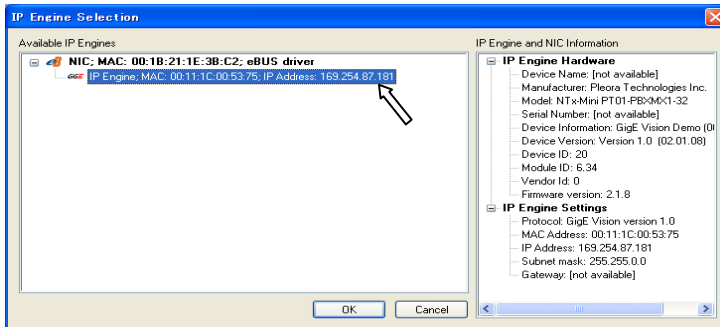 IP Engine Selection
Available IP Engines
NIC; MAC: 00:1B:21:1E:3B:C2; eBUS driver
IP Engine; MAC: 00:11:1C:00:53:75; IP Address: 169.254.87.181
OK
Cancel
IP Engine and NIC Information
IP Engine Hardware
Device Name: [not available]
Manufacturer: Pleora Technologies Inc.
Model: NTx-Mini PT01-PBXMX1-32
Serial Number: [not available]
Device Information: GigE Vision Demo (0
Device Version: Version 1.0 (02.01.08)
Device ID: 20
Module ID: 6.34
Vendor Id: 0
Firmware version: 2.1.8
IP Engine Settings
Protocol: GigE Vision version 1.0
MAC Address: 00:11:1C:00:53:75
IP Address: 169.254.87.181
Subnet mask: 255.255.0.0
Gateway: [not available]